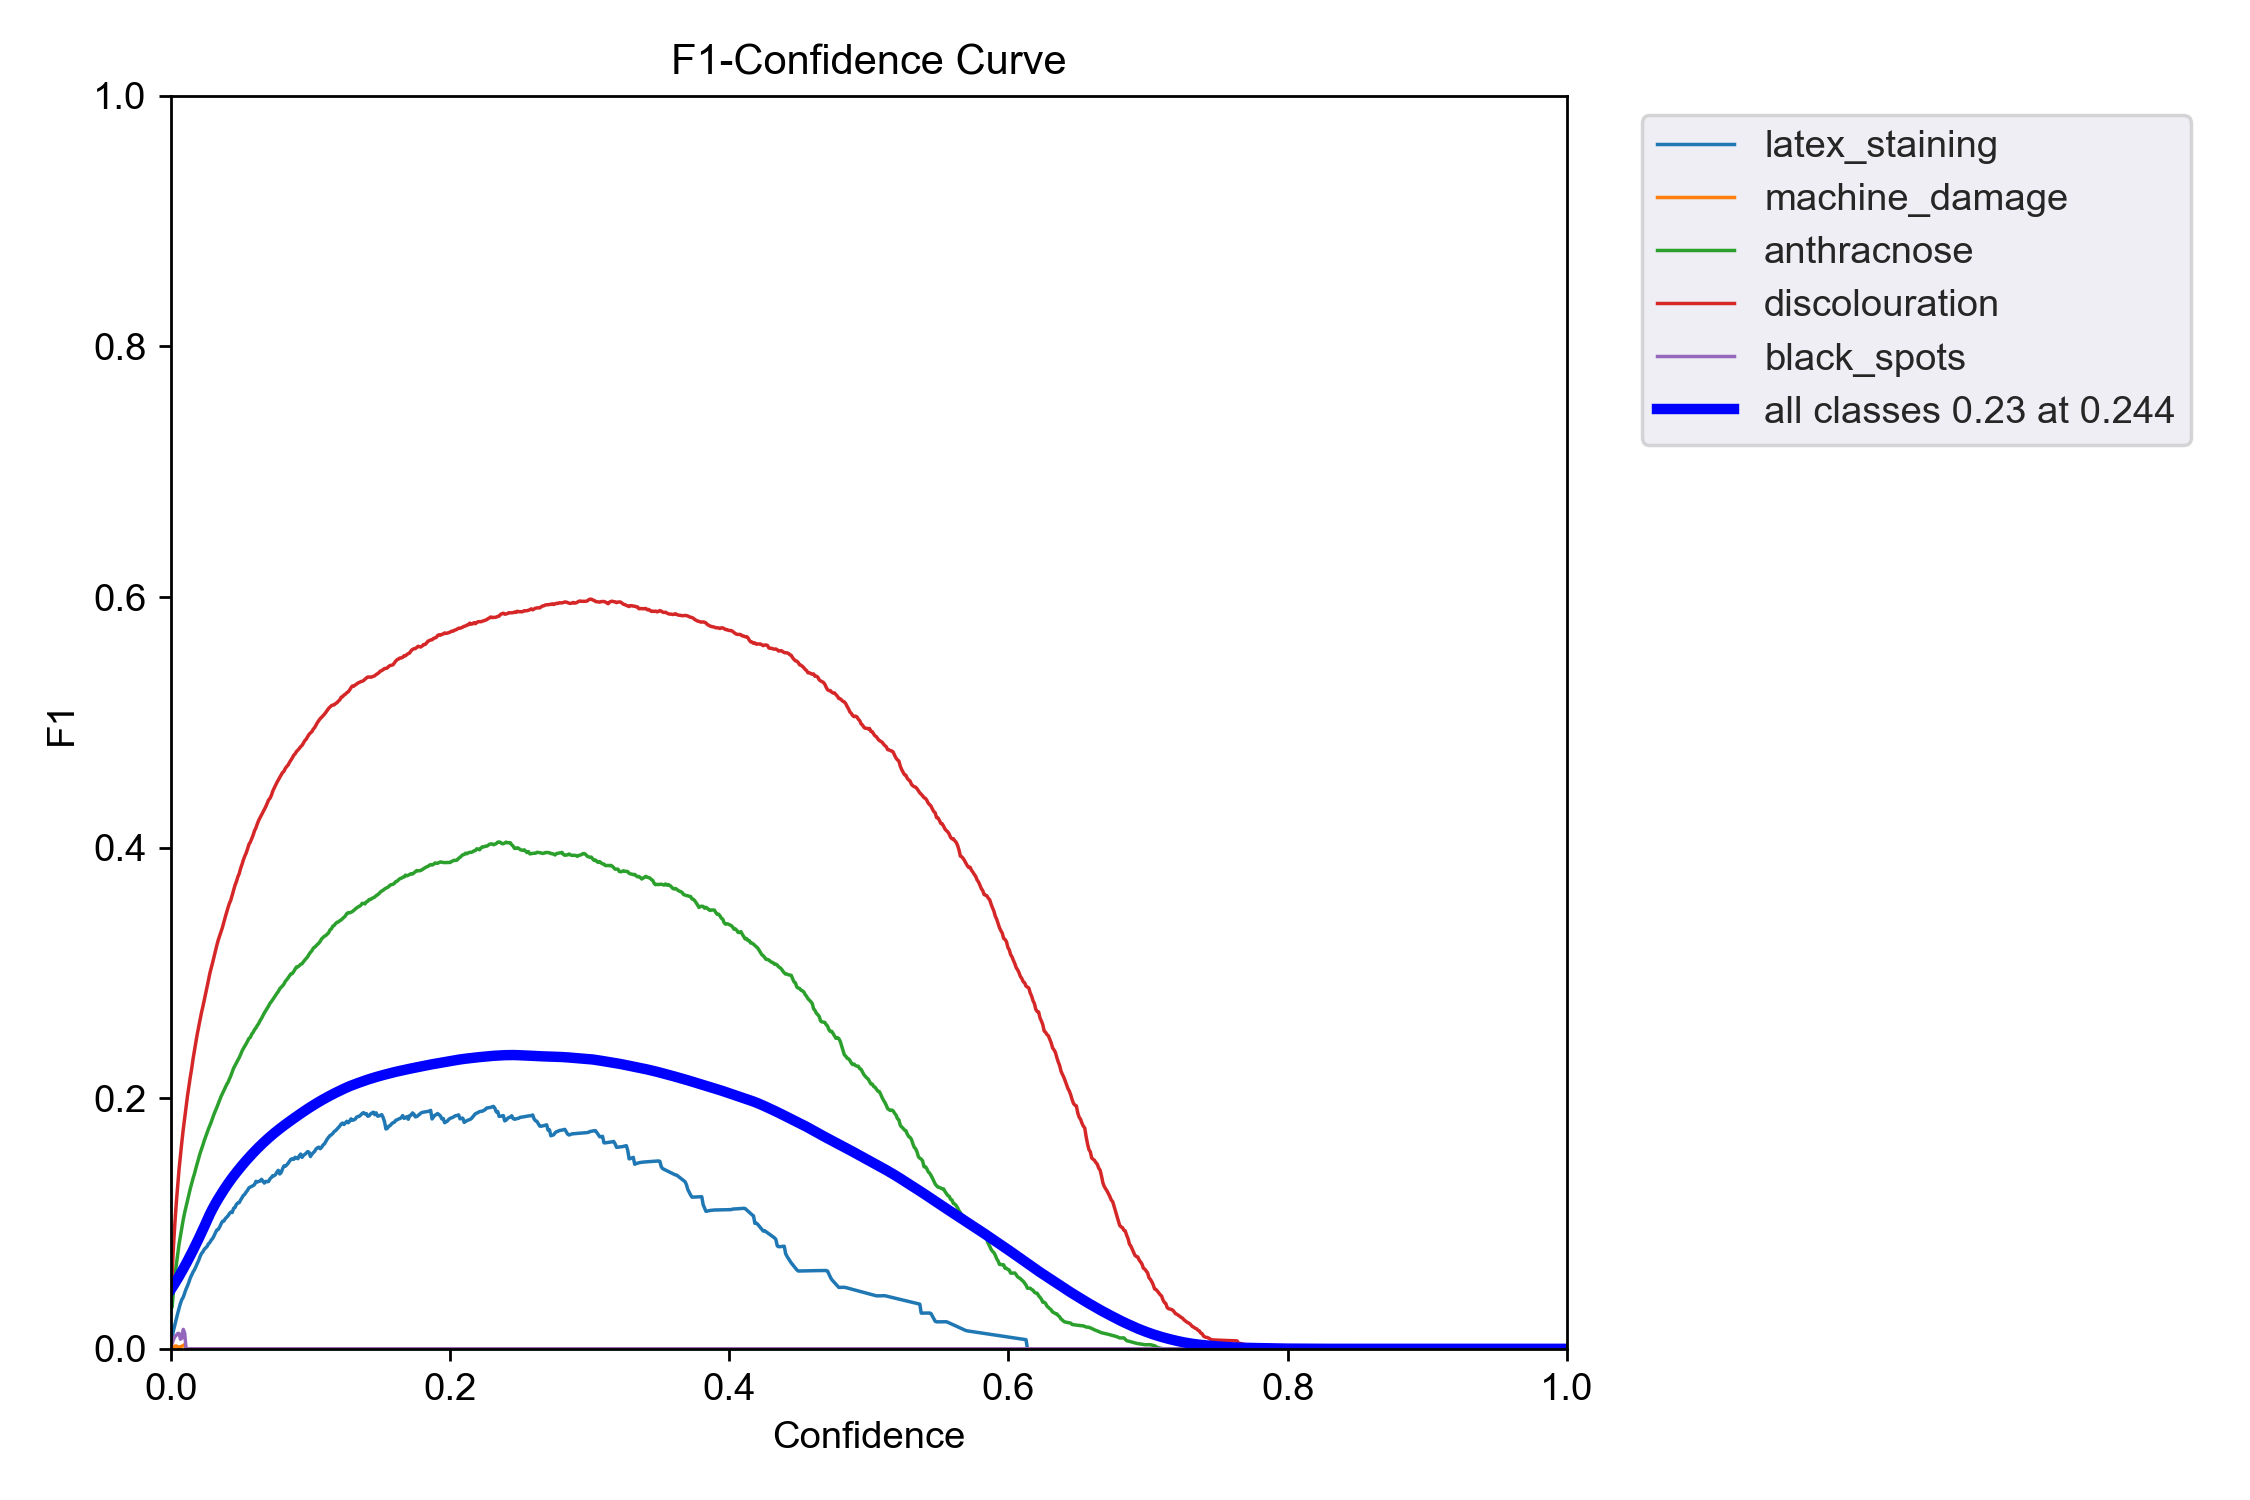 F1-Confidence Curve
1.0
0.8
0.6
0.4
0.2
0.0
F1
0.0 0.2 0.4 0.6 0.8 1.0
Confidence
latex_staining
machine_damage
anthracnose
discolouration
black_spots
all classes 0.23 at 0.244